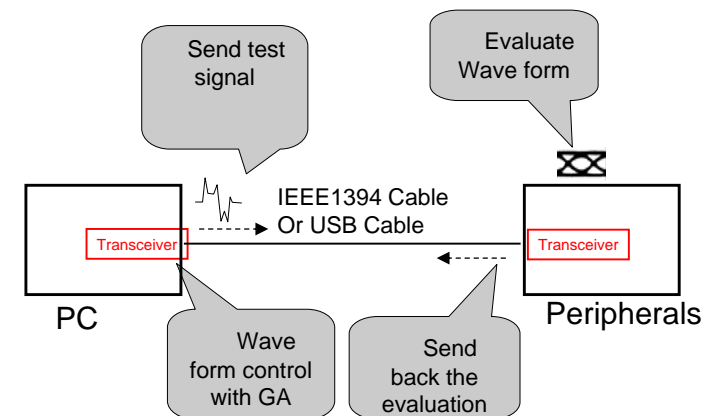 Send test
signal
Evaluate
Wave form
IEEE1394 Cable
Or USB Cable
Transceiver
Transceiver
PC
Peripherals
Wave
form control
with GA
Send
back the
evaluation